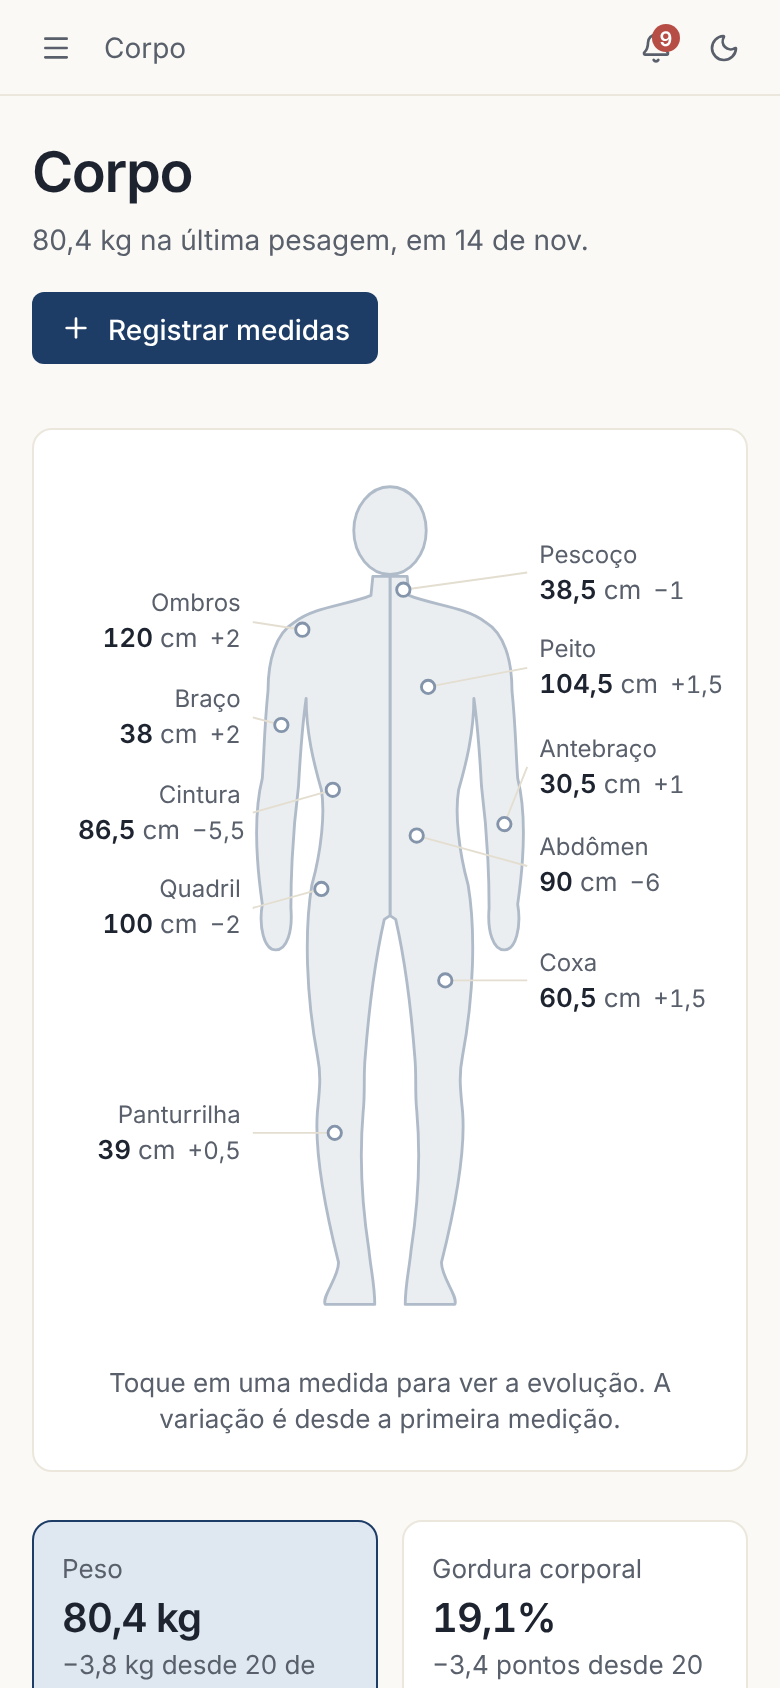 Corpo
9
Corpo
80,4 kg na última pesagem, em 14 de nov.
Registrar medidas
Pescoço
38,5 cm −1
Ombros
120 cm +2
Peito
104,5 cm +1,5
Braço
38 cm +2
Antebraço
30,5 cm +1
Cintura
86,5 cm −5,5
Abdômen
90 cm −6
Quadril
100 cm −2
Coxa
60,5 cm +1,5
Panturrilha
39 cm +0,5
Toque em uma medida para ver a evolução. A
variação é desde a primeira medição.
Peso
80,4 kg
−3,8 kg desde 20 de
Gordura corporal
19,1%
−3,4 pontos desde 20